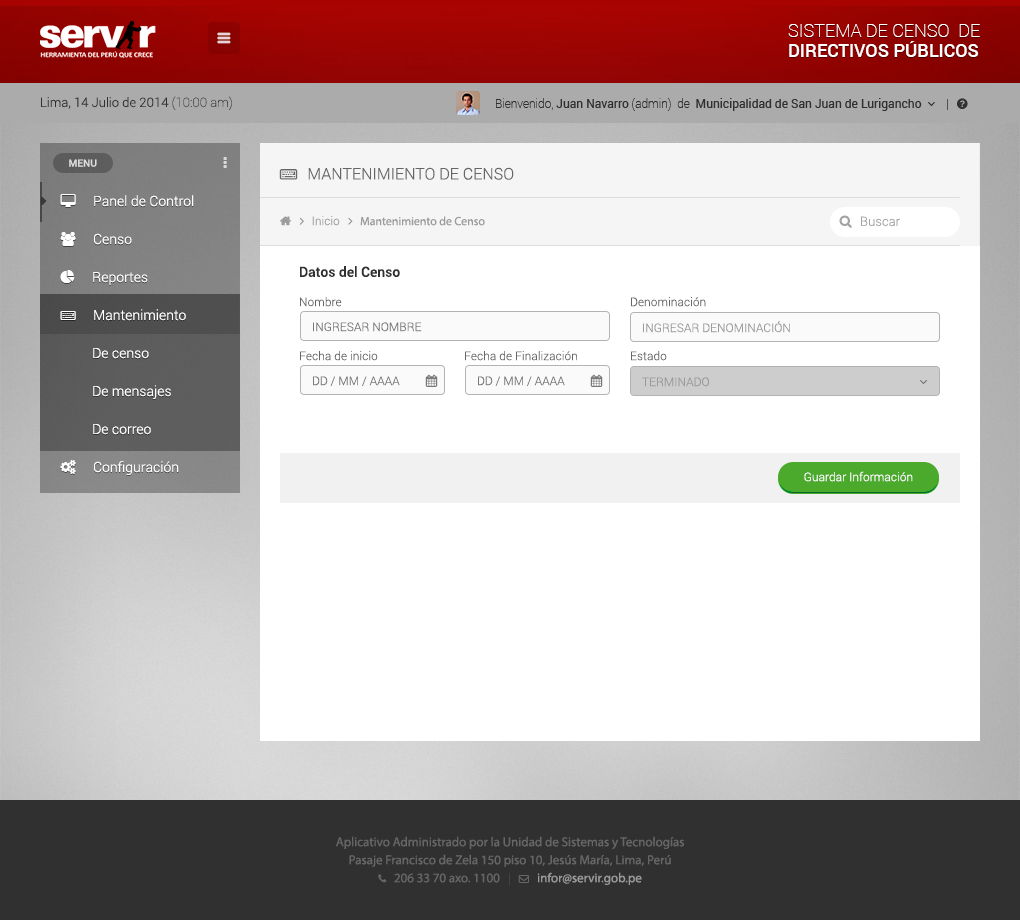 servir
HERRAMIENTA DEL PERÚ QUE CRECE
SISTEMA DE CENSO DE
DIRECTIVOS PÚBLICOS
Lima, 14 Julio de 2014 (10:00 am)
Bienvenido, Juan Navarro (admin) de Municipalidad de San Juan de Lurigancho | ?
MENU
Panel de Control
Censo
Reportes
Mantenimiento
De censo
De mensajes
De correo
Configuración
MANTENIMIENTO DE CENSO
> Inicio > Mantenimiento de Censo
Buscar
Datos del Censo
Nombre
Denominación
INGRESAR NOMBRE
INGRESAR DENOMINACIÓN
Fecha de inicio
Fecha de Finalización
Estado
DD / MM / AAAA
DD / MM / AAAA
TERMINADO
Guardar Información
Aplicativo Administrado por la Unidad de Sistemas y Tecnologías
Pasaje Francisco de Zela 150 piso 10, Jesús María, Lima, Perú
206 33 70 axo. 1100 | infor@servir.gob.pe